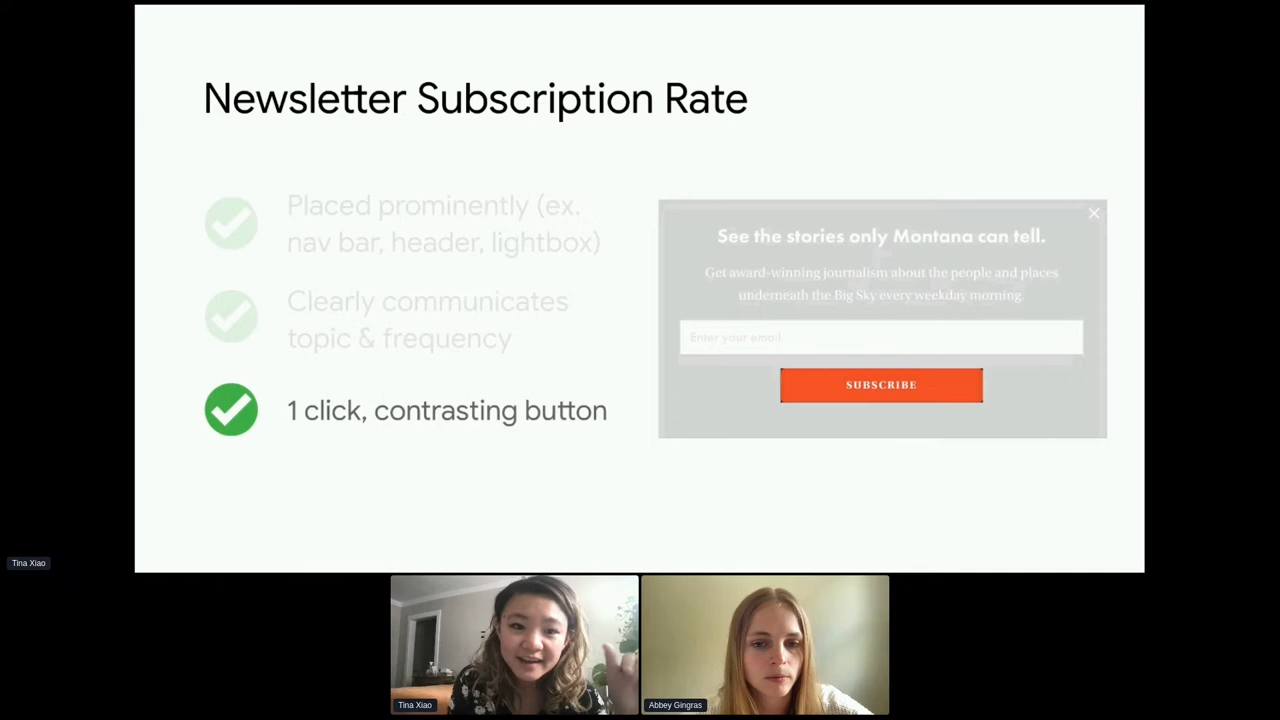 Newsletter Subscription Rate
Placed prominently (ex.
nav bar, header, lightbox)
Clearly communicates
topic & frequency
1 click, contrasting button
See the stories only Montana can tell.
Get award-winning journalism about the people and places
underneath the Big Sky every weekday morning.
Enter your email
SUBSCRIBE
Tina Xiao
Tina Xiao
Abbey Gingras